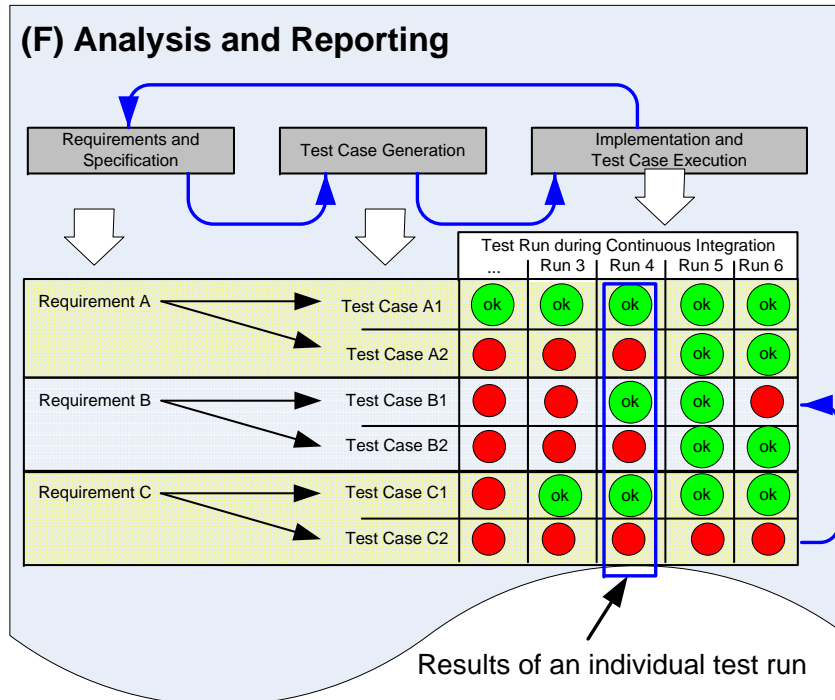 (F) Analysis and Reporting
Requirements and
Specification
Test Case Generation
Implementation and
Test Case Execution
Test Run during Continuous Integration
... Run 3 Run 4 Run 5 Run 6
Requirement A Test Case A1 ok ok ok ok ok
Test Case A2 ok ok
Requirement B Test Case B1 ok ok
Test Case B2 ok ok
Requirement C Test Case C1 ok ok ok ok
Test Case C2
Results of an individual test run